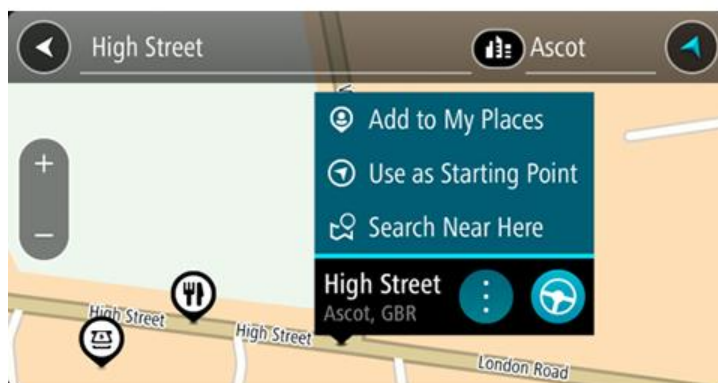 High Street
Ascot
Add to My Places
Use as Starting Point
Search Near Here
High Street
Ascot, GBR
High Street
High Street
London Road